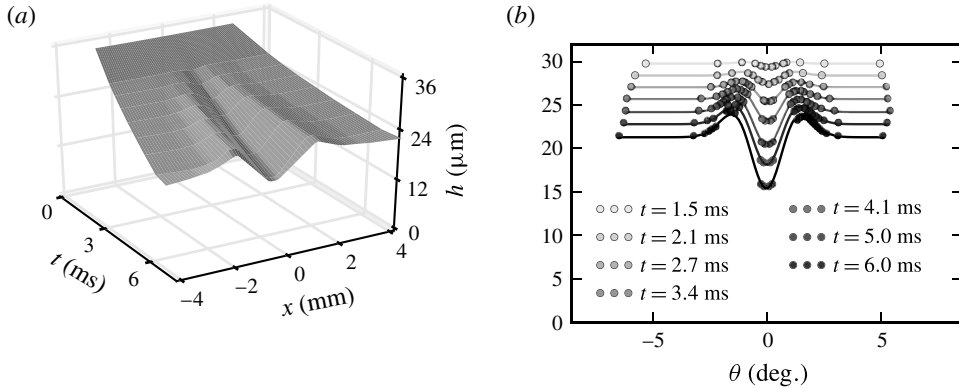 (a)
(b)
36
24
12
0
h (μm)
0
3
6
t (ms)
−4
−2
0
2
4
x (mm)
30
25
20
15
10
5
0
−5
0
5
θ (deg.)
t = 1.5 ms
t = 2.1 ms
t = 2.7 ms
t = 3.4 ms
t = 4.1 ms
t = 5.0 ms
t = 6.0 ms